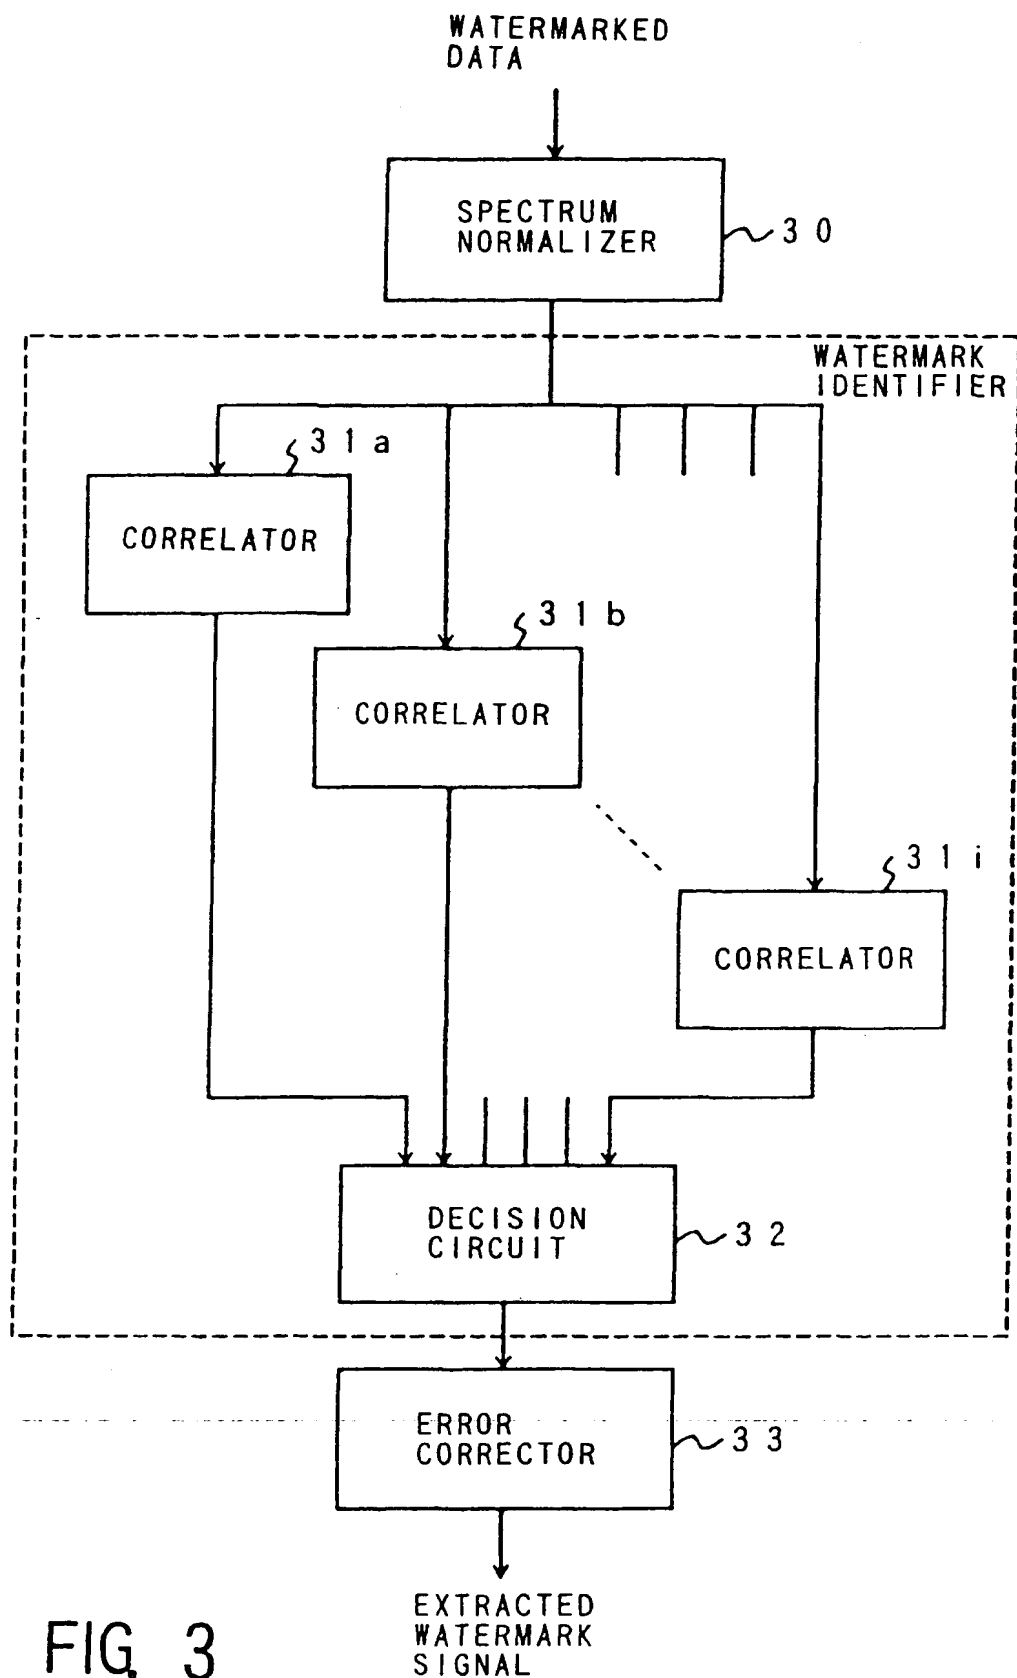 WATERMARKED
DATA
SPECTRUM
NORMALIZER
30
WATERMARK
IDENTIFIER
31a
CORRELATOR
31b
CORRELATOR
31i
CORRELATOR
DECISION
CIRCUIT
32
ERROR
CORRECTOR
33
EXTRACTED
WATERMARK
SIGNAL
FIG. 3